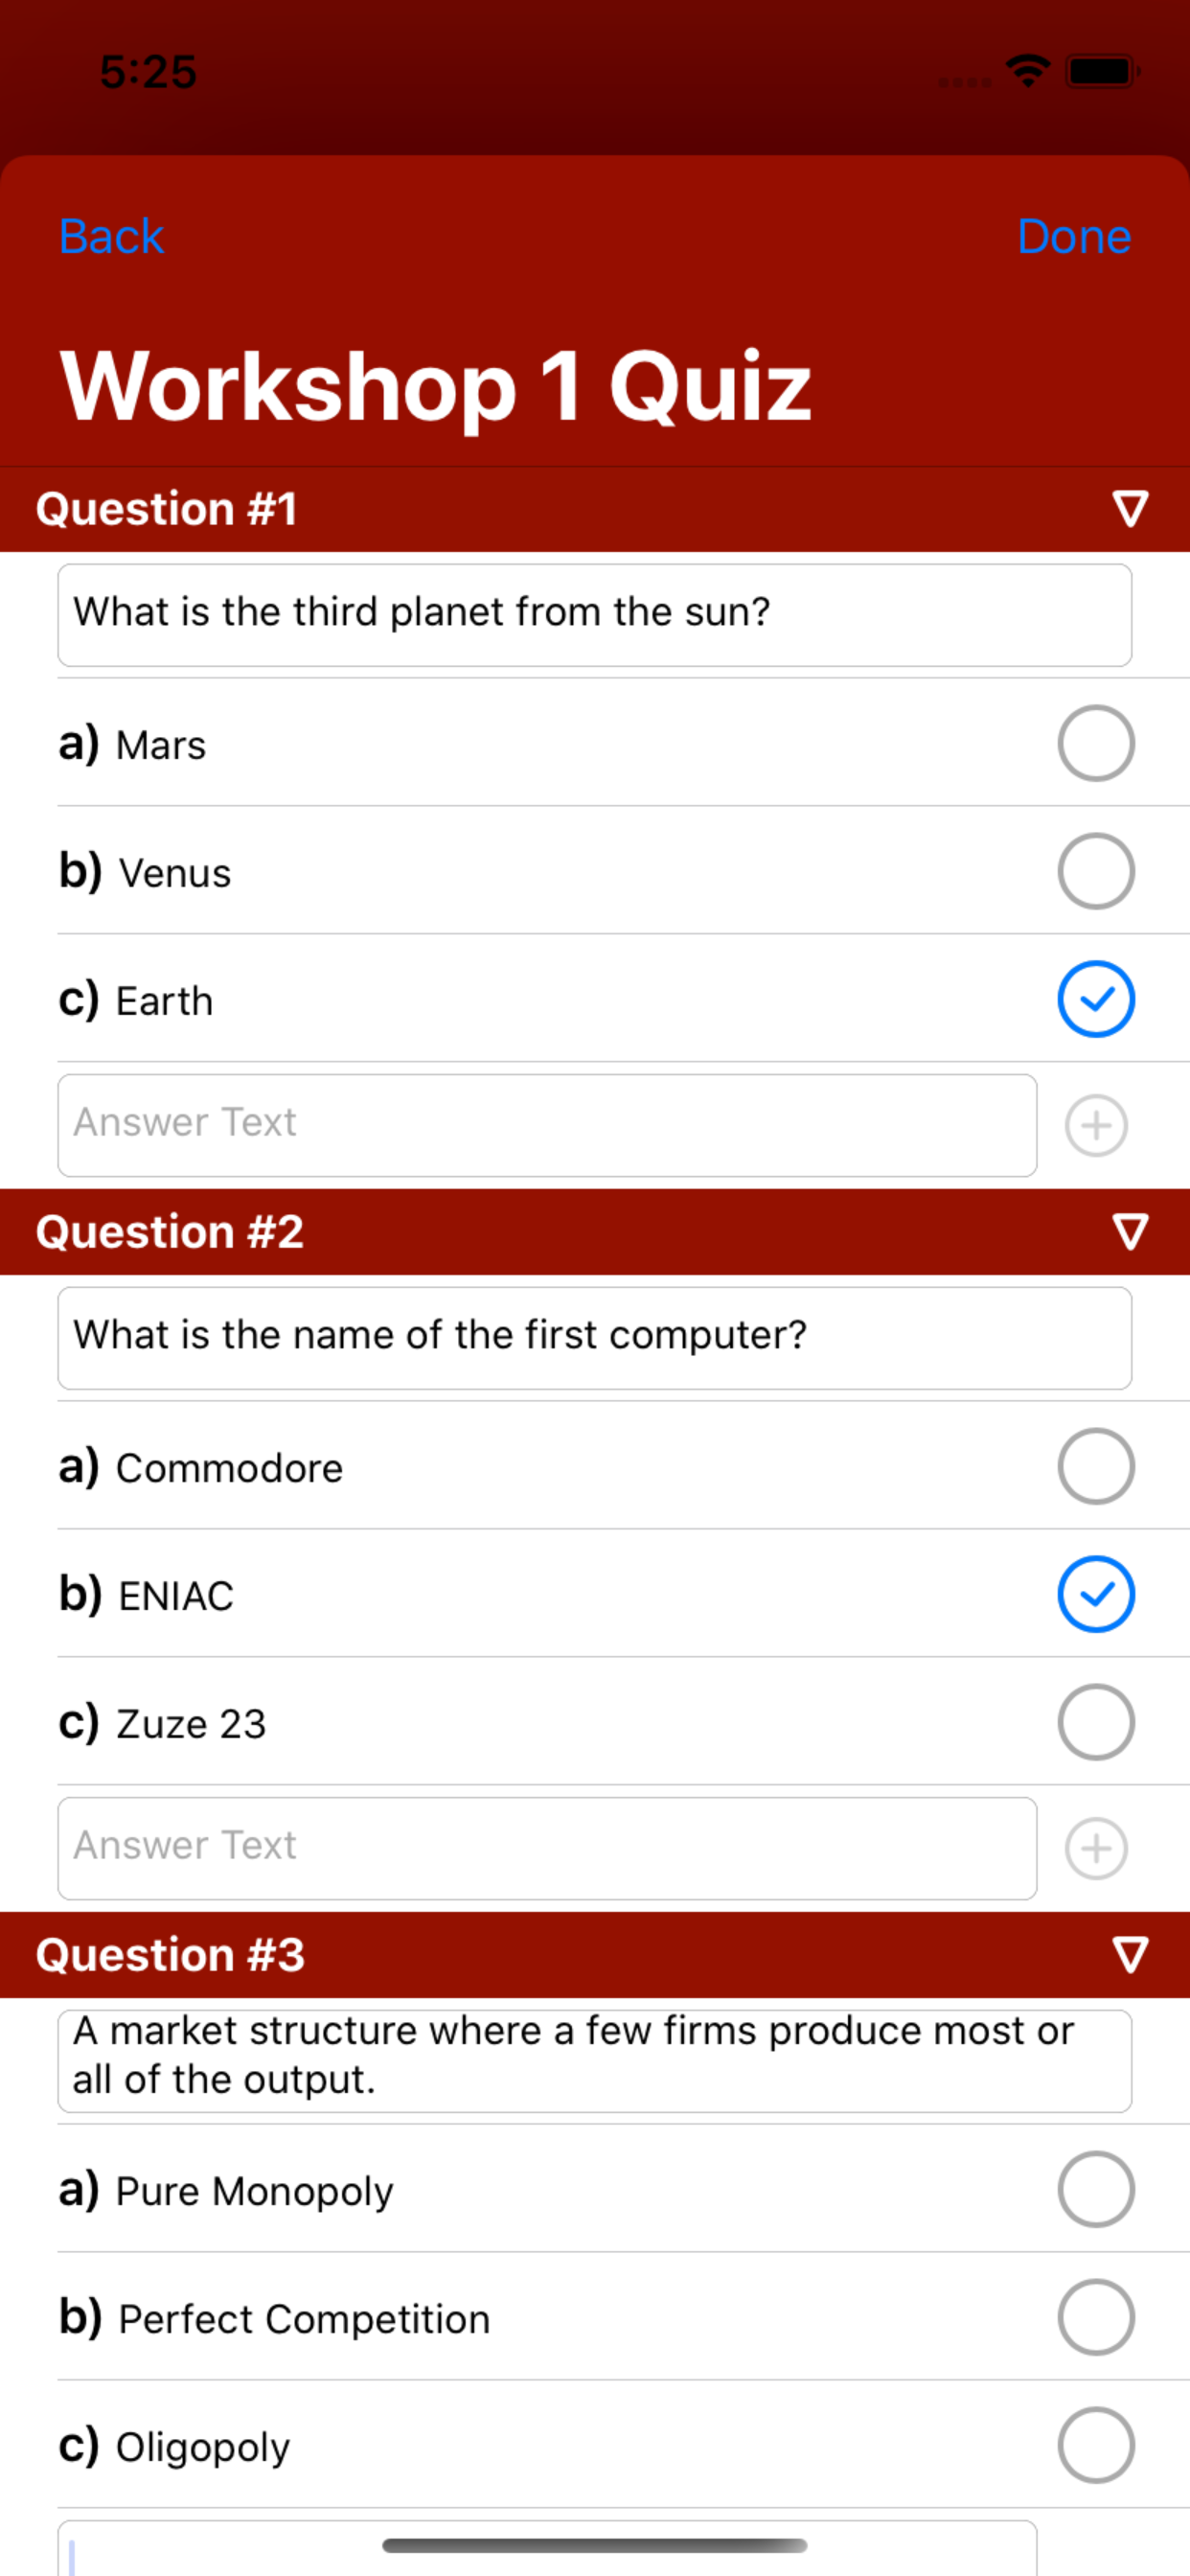 5:25
Back
Done
Workshop 1 Quiz
Question #1
What is the third planet from the sun?
a) Mars
b) Venus
c) Earth
Answer Text
Question #2
What is the name of the first computer?
a) Commodore
b) ENIAC
c) Zuze 23
Answer Text
Question #3
A market structure where a few firms produce most or
all of the output.
a) Pure Monopoly
b) Perfect Competition
c) Oligopoly